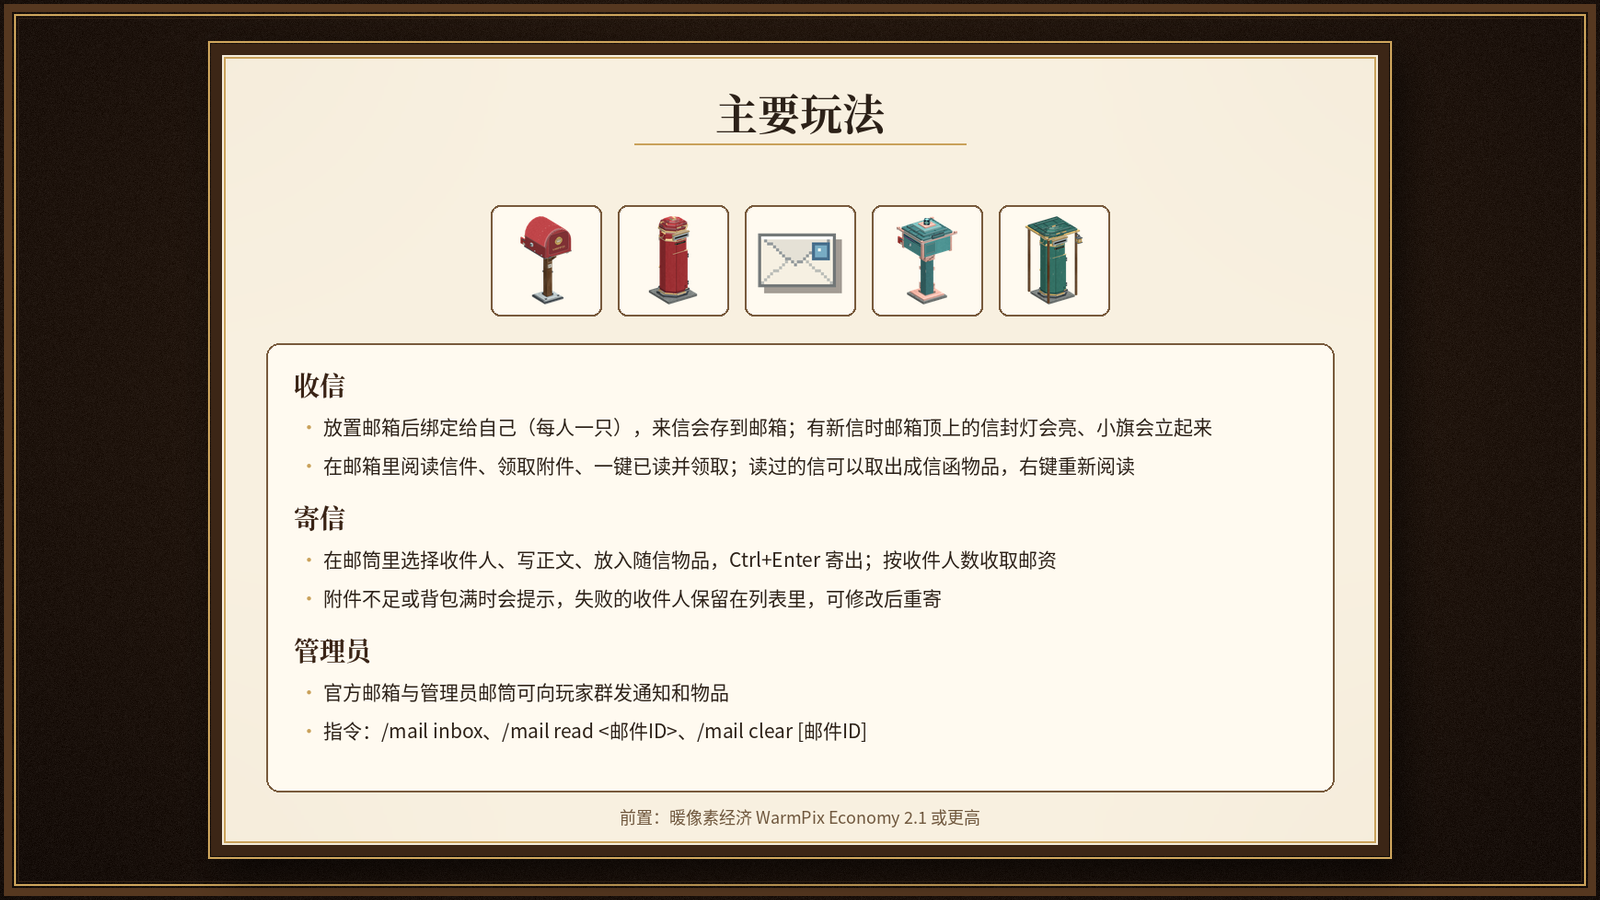 主要玩法
收信
· 放置邮箱后绑定给自己（每人一只），来信会存到邮箱；有新信时邮箱顶上的信封灯会亮、小旗会立起来
· 在邮箱里阅读信件、领取附件、一键已读并领取；读过的信可以取出成信函物品，右键重新阅读
寄信
· 在邮筒里选择收件人、写正文、放入随信物品，Ctrl+Enter 寄出；按收件人数收取邮资
· 附件不足或背包满时会提示，失败的收件人保留在列表里，可修改后重寄
管理员
· 官方邮箱与管理员邮筒可向玩家群发通知和物品
· 指令：/mail inbox、/mail read <邮件ID>、/mail clear [邮件ID]
前置：暖像素经济 WarmPix Economy 2.1 或更高